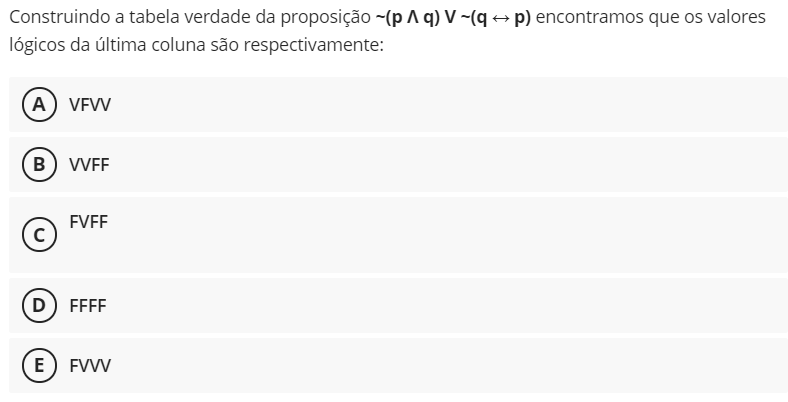 Construindo a tabela verdade da proposição ~(p Λ q) V ~(q ↔ p) encontramos que os valores
lógicos da última coluna são respectivamente:
A VFVV
B VVFF
C FVFF
D FFFF
E FVVV